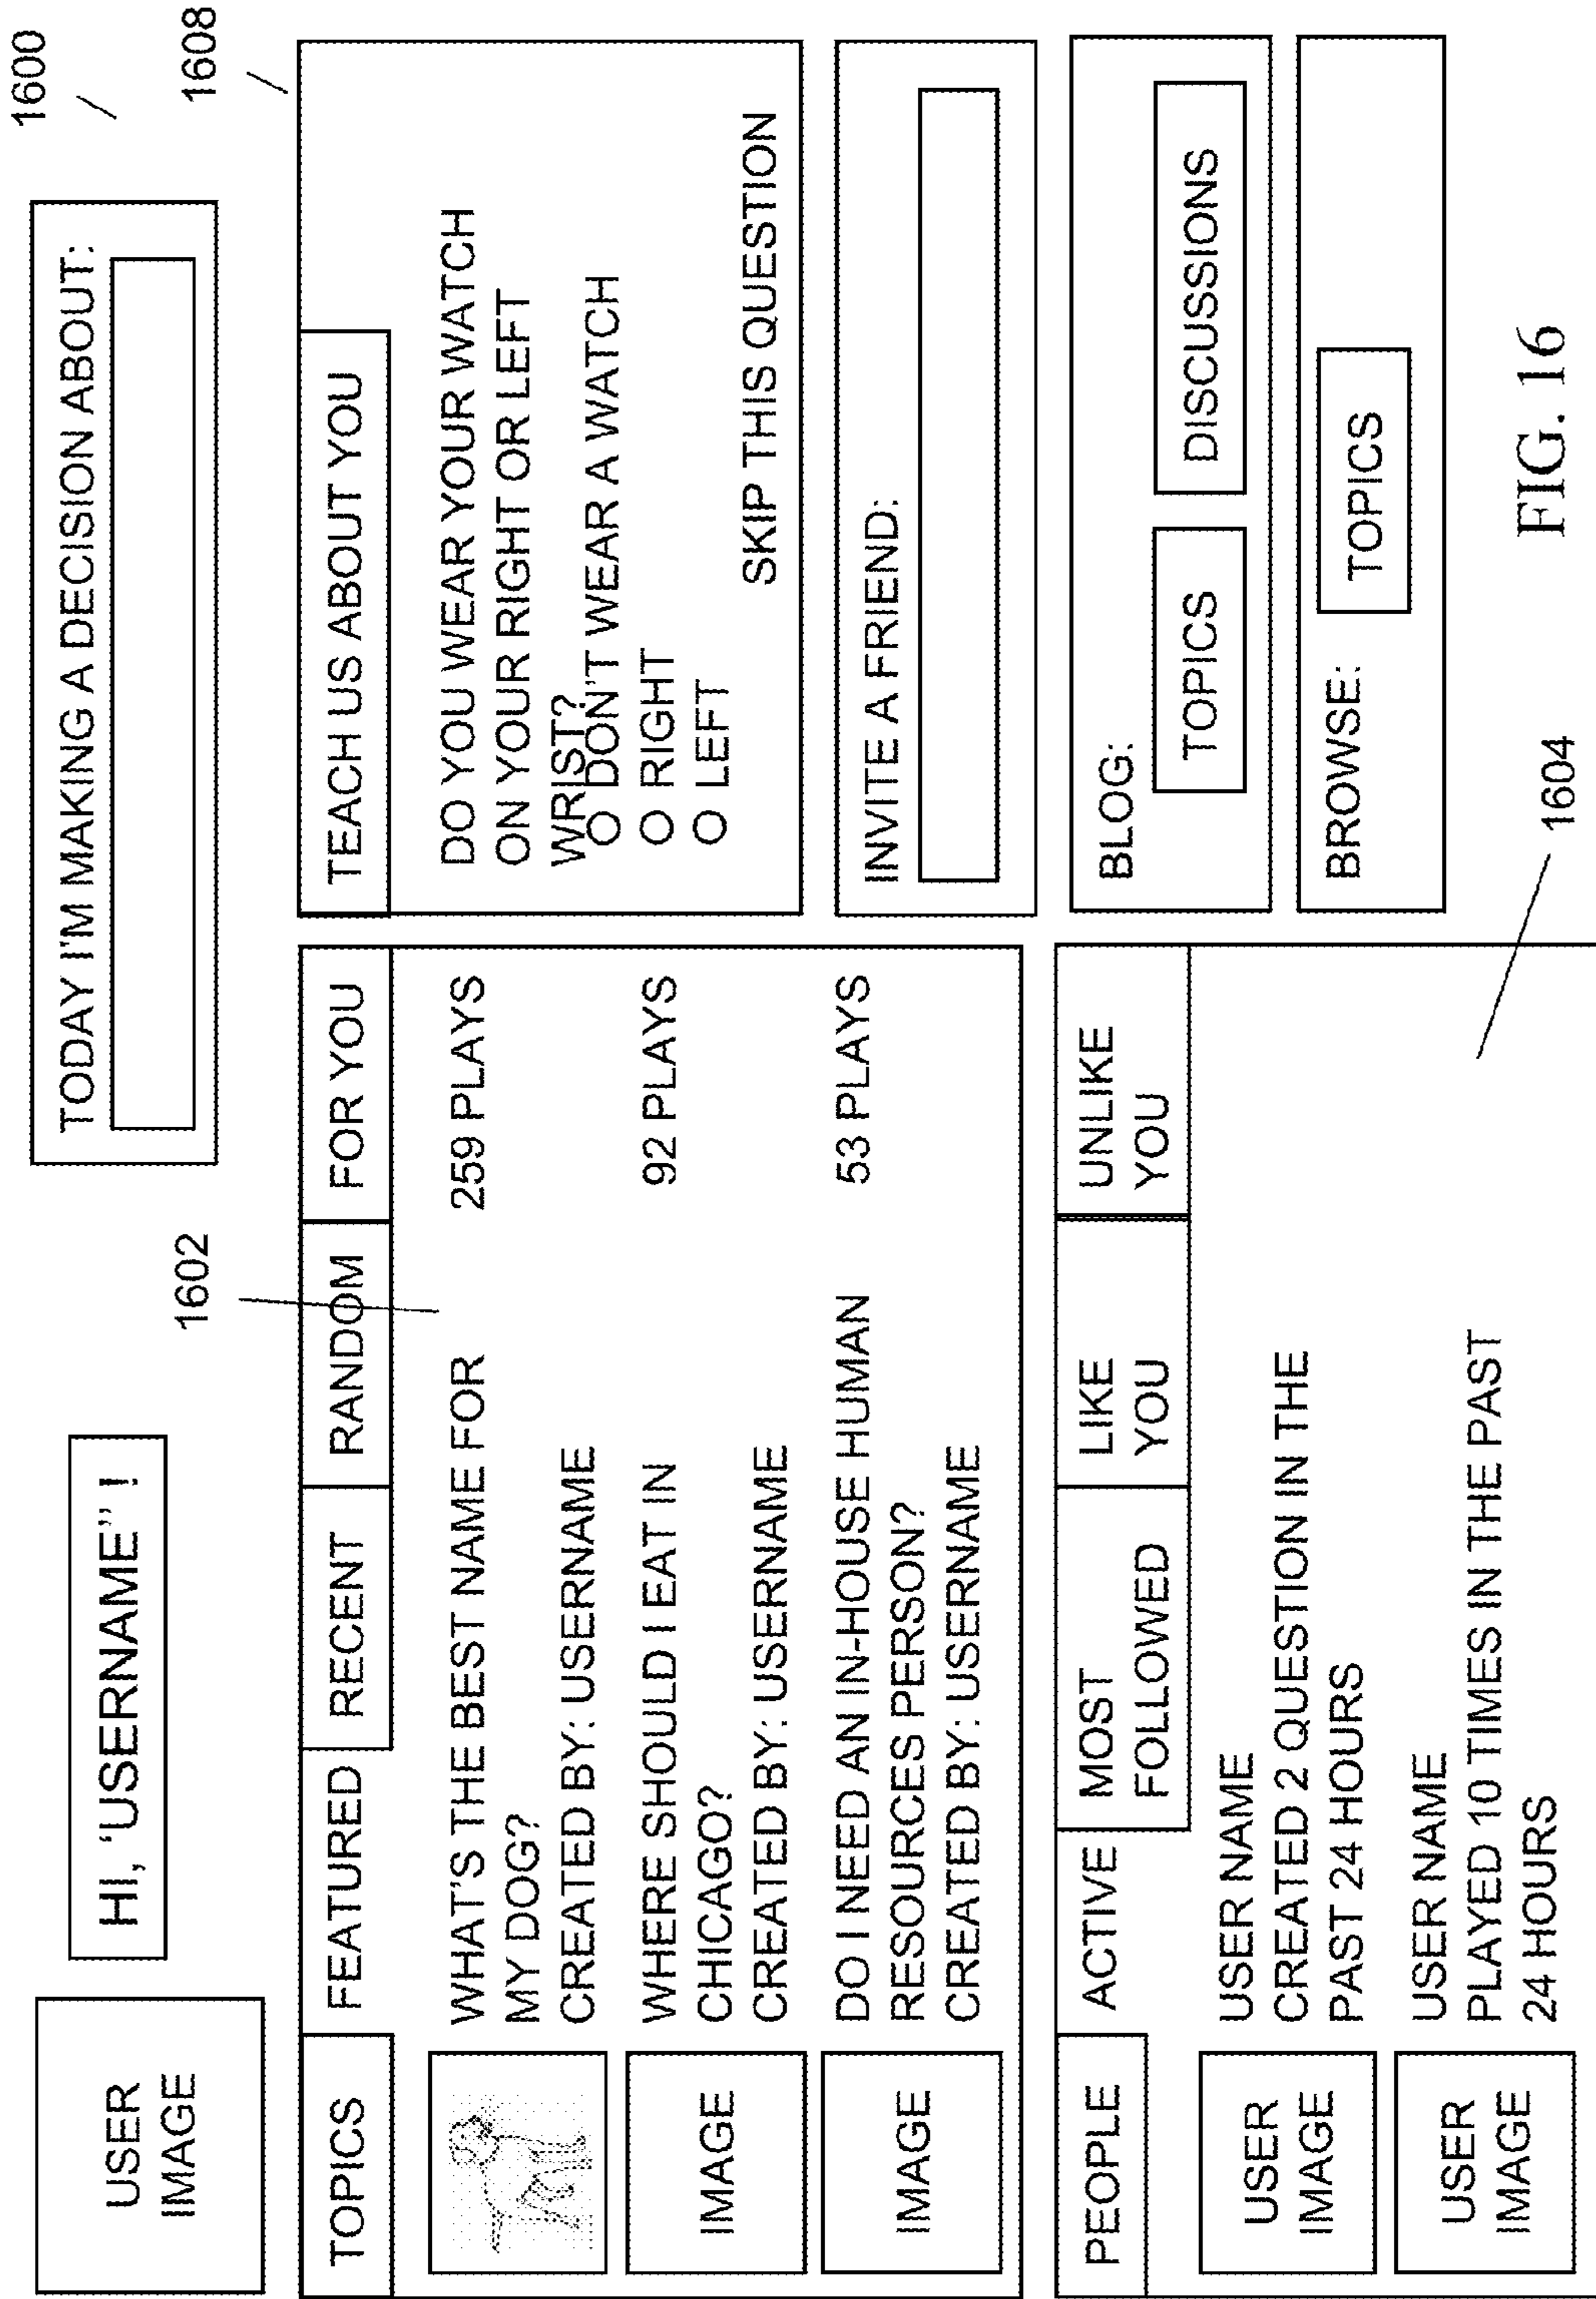 1600
USER
IMAGE
HI, 'USERNAME" !
TODAY I'M MAKING A DECISION ABOUT:
1602
1608
TOPICS
FEATURED
RECENT
RANDOM
FOR YOU
WHAT'S THE BEST NAME FOR
MY DOG?
CREATED BY: USERNAME
259 PLAYS
IMAGE
WHERE SHOULD I EAT IN
CHICAGO?
CREATED BY: USERNAME
92 PLAYS
IMAGE
DO I NEED AN IN-HOUSE HUMAN
RESOURCES PERSON?
CREATED BY: USERNAME
53 PLAYS
TEACH US ABOUT YOU
DO YOU WEAR YOUR WATCH
ON YOUR RIGHT OR LEFT
WRIST?
O DON'T WEAR A WATCH
O RIGHT
O LEFT
SKIP THIS QUESTION
INVITE A FRIEND:
PEOPLE
ACTIVE
MOST
FOLLOWED
LIKE
YOU
UNLIKE
YOU
USER
IMAGE
USER NAME
CREATED 2 QUESTION IN THE
PAST 24 HOURS
USER
IMAGE
USER NAME
PLAYED 10 TIMES IN THE PAST
24 HOURS
BLOG:
TOPICS
DISCUSSIONS
BROWSE:
TOPICS
1604
FIG. 16